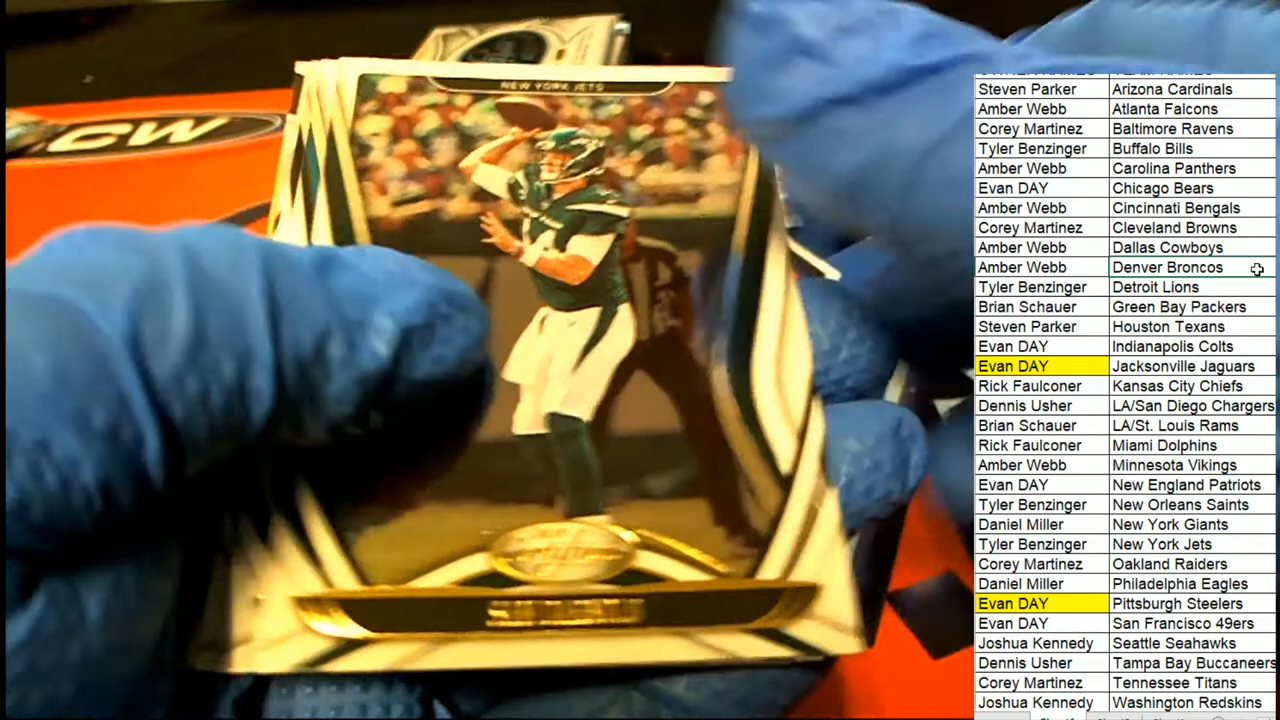 NEW YORK JETS
CW
Steven Parker Arizona Cardinals
Amber Webb Atlanta Falcons
Corey Martinez Baltimore Ravens
Tyler Benzinger Buffalo Bills
Amber Webb Carolina Panthers
Evan DAY Chicago Bears
Amber Webb Cincinnati Bengals
Corey Martinez Cleveland Browns
Amber Webb Dallas Cowboys
Amber Webb Denver Broncos
Tyler Benzinger Detroit Lions
Brian Schauer Green Bay Packers
Steven Parker Houston Texans
Evan DAY Indianapolis Colts
Evan DAY Jacksonville Jaguars
Rick Faulconer Kansas City Chiefs
Dennis Usher LA/San Diego Chargers
Brian Schauer LA/St. Louis Rams
Rick Faulconer Miami Dolphins
Amber Webb Minnesota Vikings
Evan DAY New England Patriots
Tyler Benzinger New Orleans Saints
Daniel Miller New York Giants
Tyler Benzinger New York Jets
Corey Martinez Oakland Raiders
Daniel Miller Philadelphia Eagles
Evan DAY Pittsburgh Steelers
Evan DAY San Francisco 49ers
Joshua Kennedy Seattle Seahawks
Dennis Usher Tampa Bay Buccaneers
Corey Martinez Tennessee Titans
Joshua Kennedy Washington Redskins